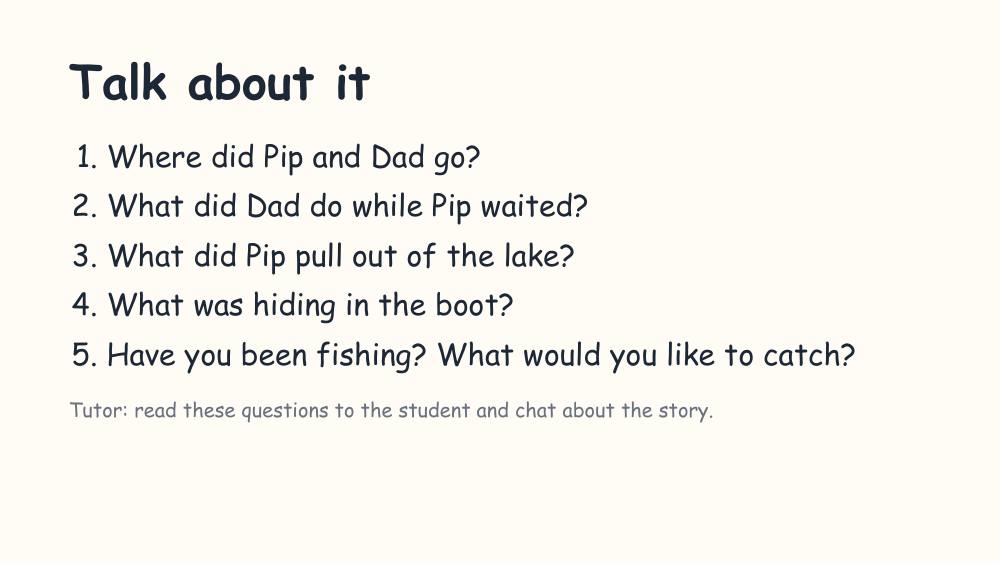 Talk about it
1. Where did Pip and Dad go?
2. What did Dad do while Pip waited?
3. What did Pip pull out of the lake?
4. What was hiding in the boot?
5. Have you been fishing? What would you like to catch?
Tutor: read these questions to the student and chat about the story.